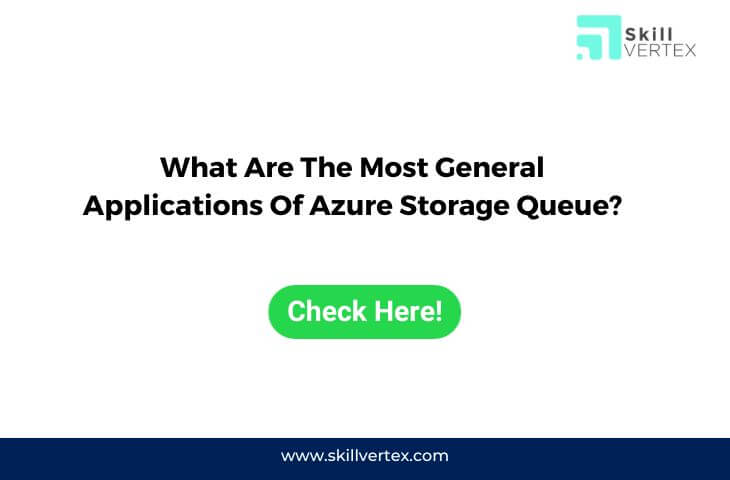 Skill
VERTEX
What Are The Most General
Applications Of Azure Storage Queue?
Check Here!
www.skillvertex.com